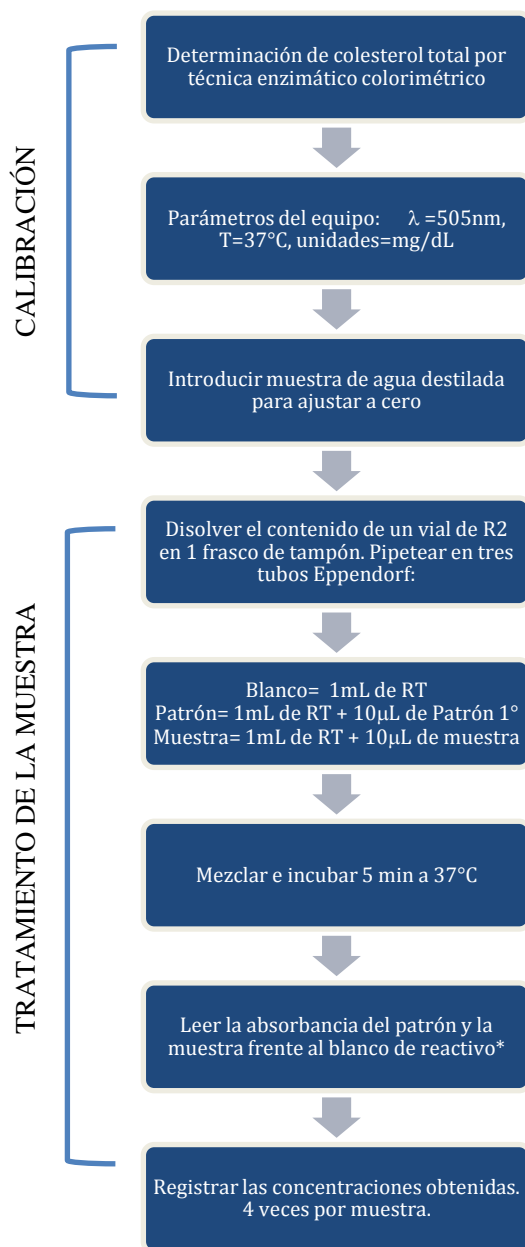 CALIBRACIÓN
Determinación de colesterol total por
técnica enzimático colorimétrico
Parámetros del equipo: λ =505nm,
T=37°C, unidades=mg/dL
Introducir muestra de agua destilada
para ajustar a cero
TRATAMIENTO DE LA MUESTRA
Disolver el contenido de un vial de R2
en 1 frasco de tampón. Pipetear en tres
tubos Eppendorf:
Blanco= 1mL de RT
Patrón= 1mL de RT + 10μL de Patrón 1°
Muestra= 1mL de RT + 10μL de muestra
Mezclar e incubar 5 min a 37°C
Leer la absorbancia del patrón y la
muestra frente al blanco de reactivo*
Registrar las concentraciones obtenidas.
4 veces por muestra.